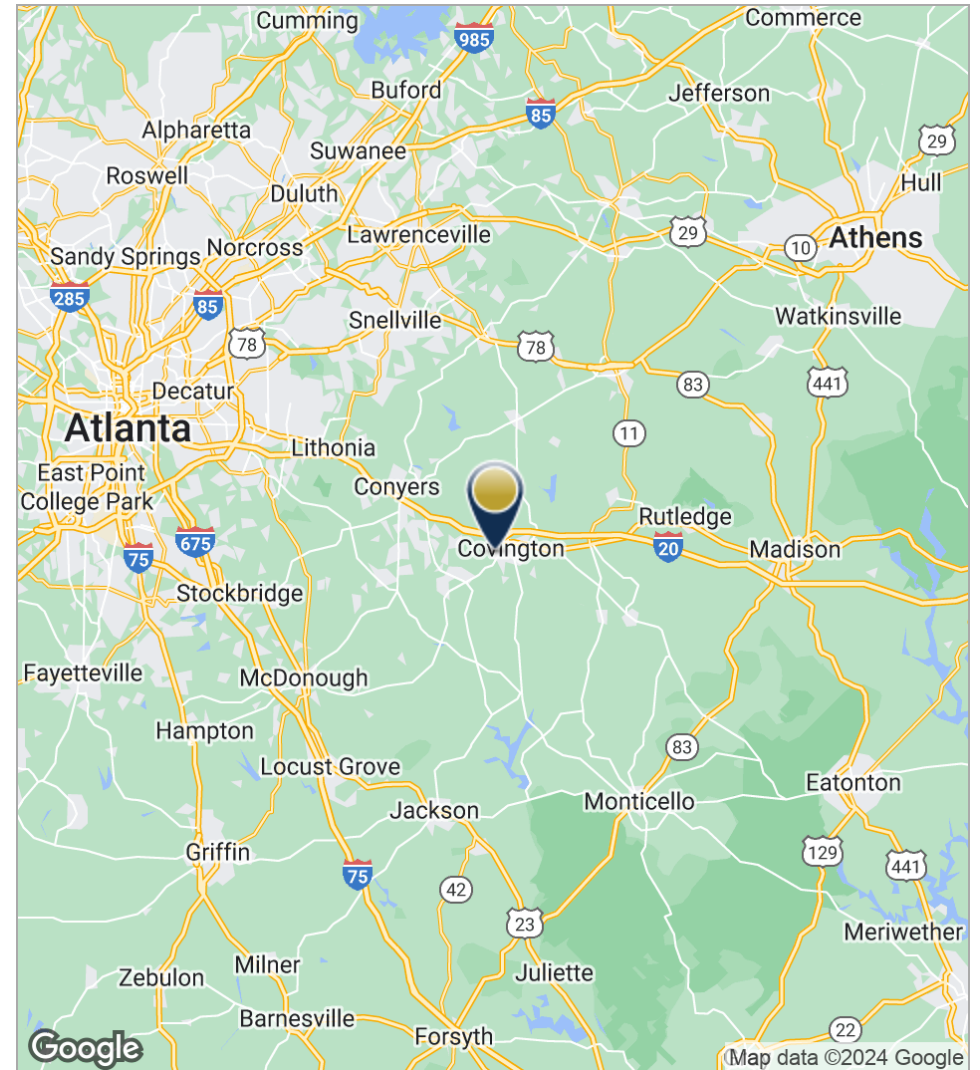 Cumming
985
Commerce
Buford
Jefferson
85
Alpharetta
29
Suwanee
Roswell
Duluth
Hull
Lawrenceville
29
10
Athens
Sandy Springs
Norcross
285
85
Snellville
Watkinsville
78
78
Decatur
83
441
Atlanta
11
Lithonia
East Point
College Park
Conyers
Rutledge
75
675
Covington
20
Madison
Stockbridge
Fayetteville
McDonough
Hampton
83
Locust Grove
Eatonton
Jackson
Monticello
Griffin
129
75
42
441
23
Meriwether
Zebulon
Milner
Juliette
Barnesville
Forsyth
22
Google
Map data ©2024 Google